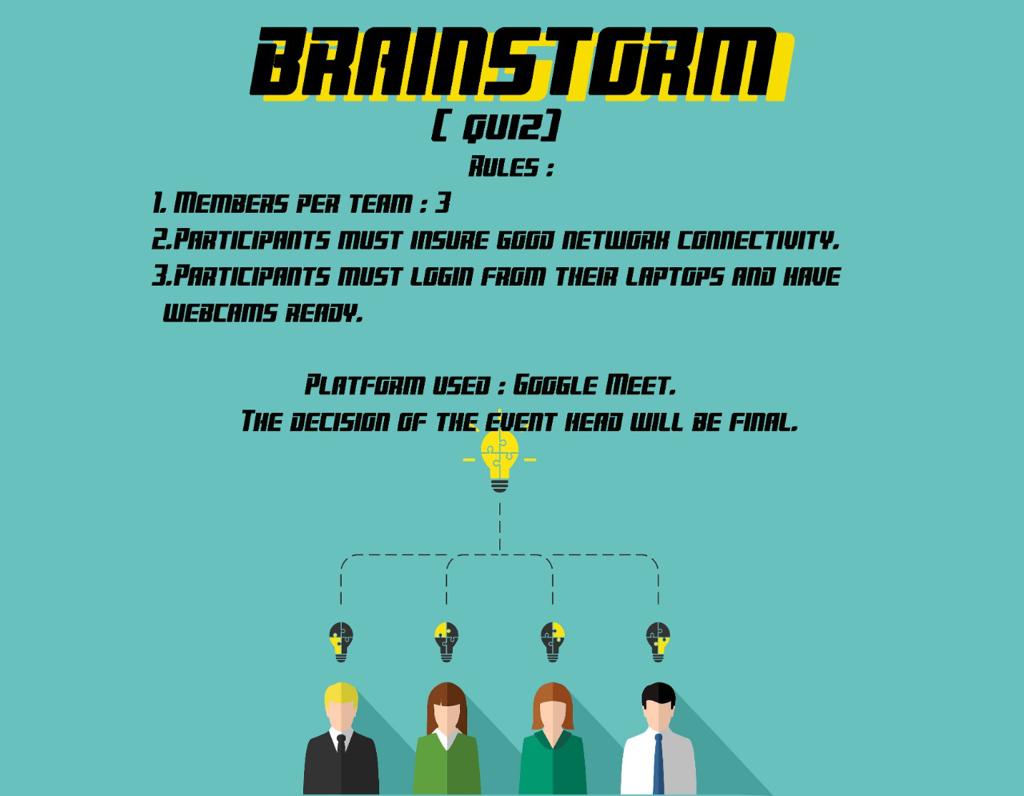 BRAINSTORM
[ QUIZ]
RULES :
1. MEMBERS PER TEAM : 3
2.PARTICIPANTS MUST INSURE GOOD NETWORK CONNECTIVITY.
3.PARTICIPANTS MUST LOGIN FROM THEIR LAPTOPS AND HAVE
WEBCAMS READY.
PLATFORM USED : GOOGLE MEET.
THE DECISION OF THE EVENT HEAD WILL BE FINAL.